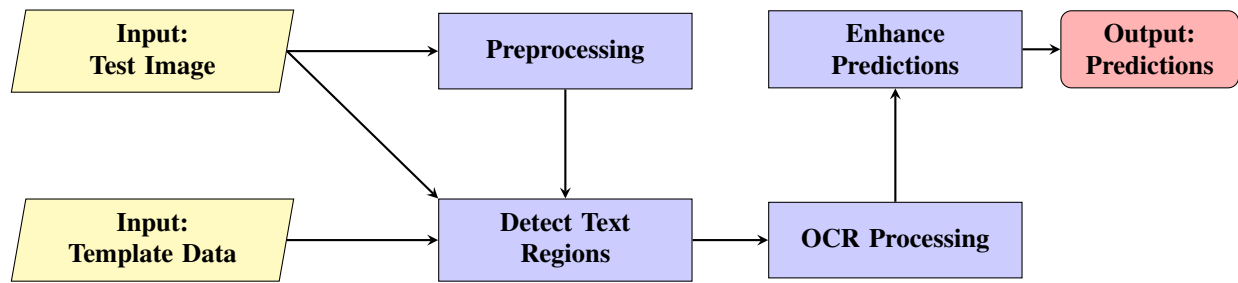 Input:
Test Image
Preprocessing
Enhance
Predictions
Output:
Predictions
Input:
Template Data
Detect Text
Regions
OCR Processing